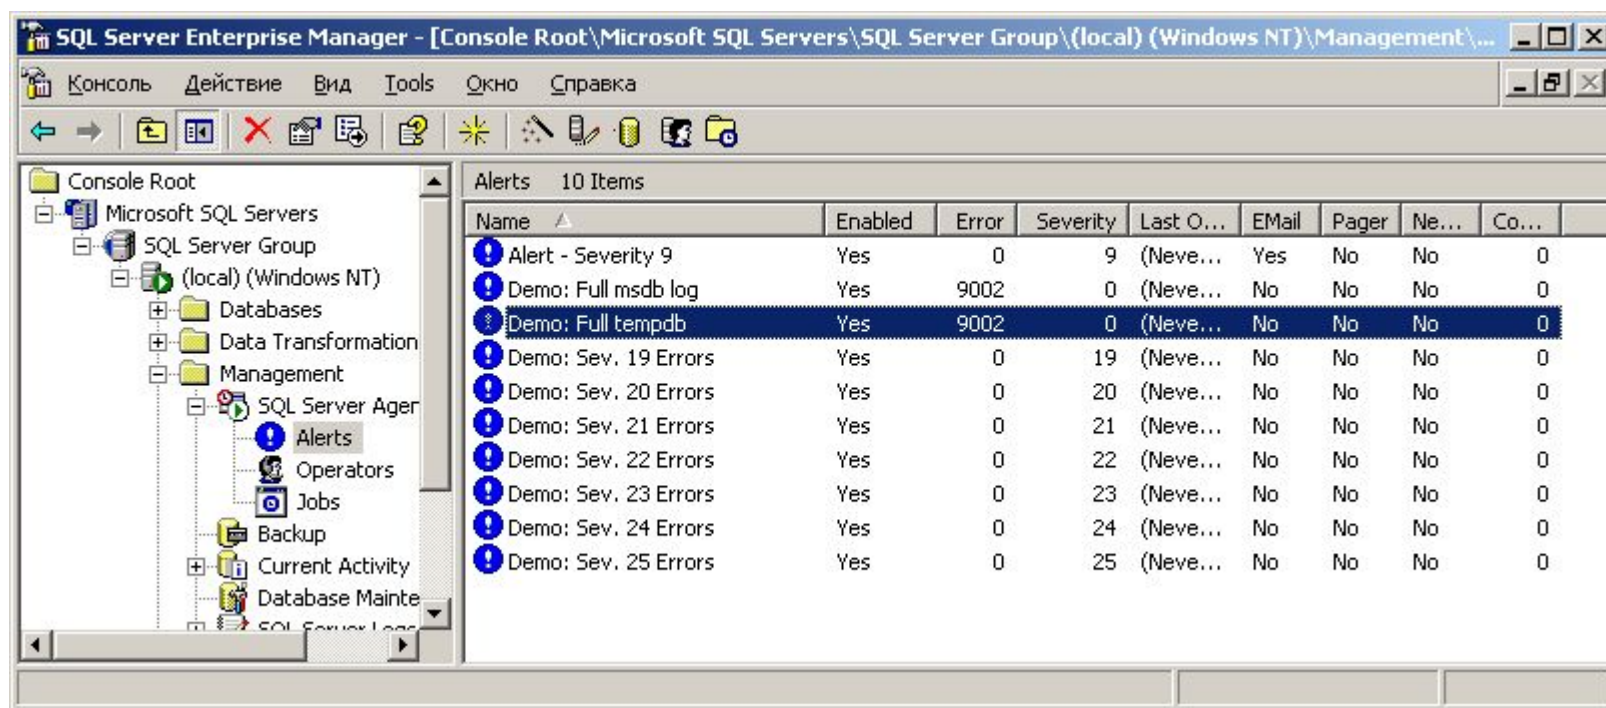 SQL Server Enterprise Manager - [Console Root\Microsoft SQL Servers\SQL Server Group\(local) (Windows NT)\Management\...
Консоль Действие Вид Tools Окно Справка
Console Root
Microsoft SQL Servers
SQL Server Group
(local) (Windows NT)
Databases
Data Transformation
Management
SQL Server Agen
Alerts
Operators
Jobs
Backup
Current Activity
Database Mainte
SQL Server Logs
Alerts 10 Items
Name Enabled Error Severity Last O... EMail Pager Ne... Co...
Alert - Severity 9 Yes 0 9 (Neve... Yes No No 0
Demo: Full msdb log Yes 9002 0 (Neve... No No No 0
Demo: Full tempdb Yes 9002 0 (Neve... No No No 0
Demo: Sev. 19 Errors Yes 0 19 (Neve... No No No 0
Demo: Sev. 20 Errors Yes 0 20 (Neve... No No No 0
Demo: Sev. 21 Errors Yes 0 21 (Neve... No No No 0
Demo: Sev. 22 Errors Yes 0 22 (Neve... No No No 0
Demo: Sev. 23 Errors Yes 0 23 (Neve... No No No 0
Demo: Sev. 24 Errors Yes 0 24 (Neve... No No No 0
Demo: Sev. 25 Errors Yes 0 25 (Neve... No No No 0